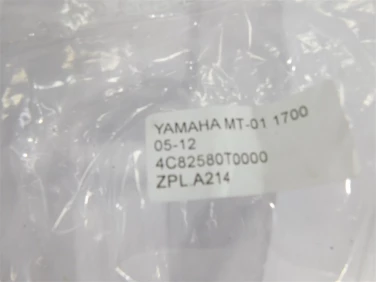 YAMAHA MT-01 1700
05-12
4C82580T0000
ZPL.A214